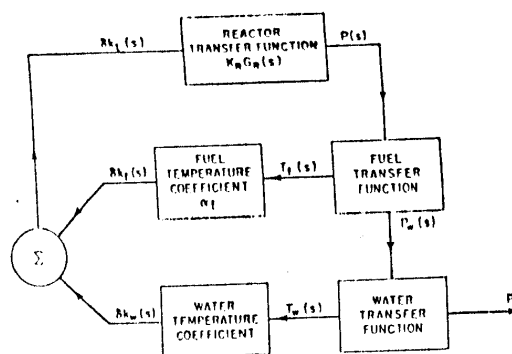 δk_t(s)
REACTOR
TRANSFER FUNCTION
K_R G_R(s)
P(s)
δk_f(s)
FUEL
TEMPERATURE
COEFFICIENT
α_f
T_f(s)
FUEL
TRANSFER
FUNCTION
P_w(s)
Σ
δk_w(s)
WATER
TEMPERATURE
COEFFICIENT
T_w(s)
WATER
TRANSFER
FUNCTION
P